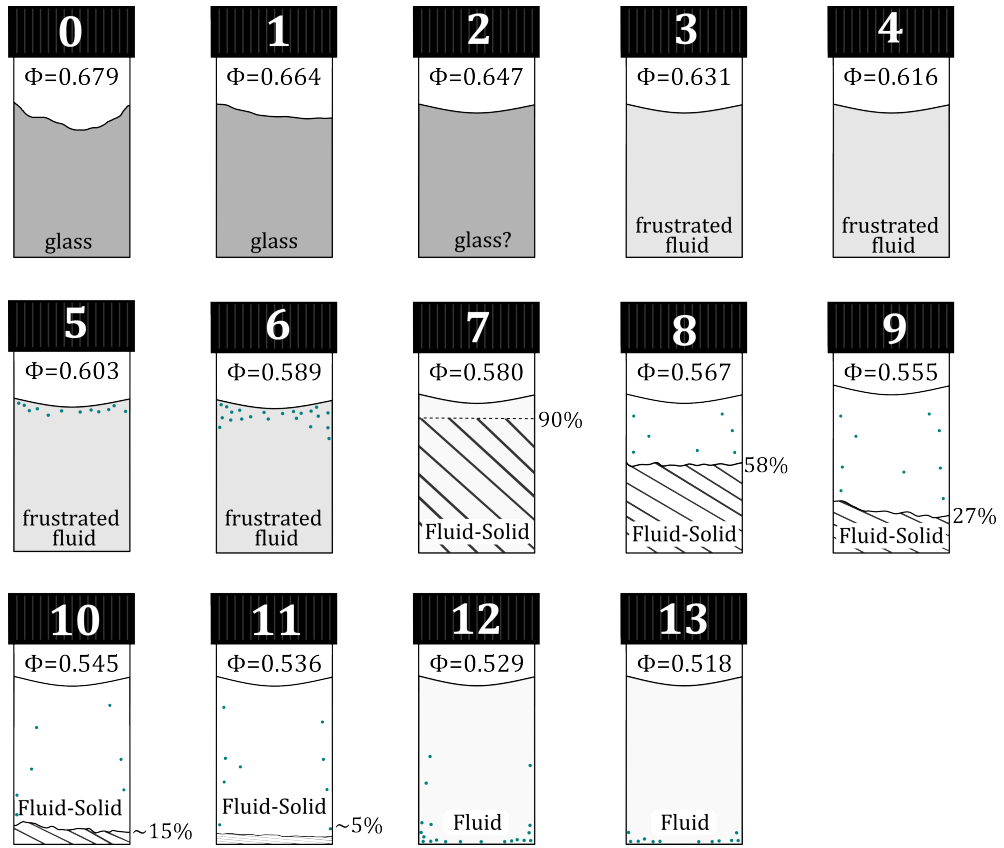 0
1
2
3
4
Φ=0.679
Φ=0.664
Φ=0.647
Φ=0.631
Φ=0.616
glass
glass
glass?
frustrated
fluid
frustrated
fluid
5
6
7
8
9
Φ=0.603
Φ=0.589
Φ=0.580
Φ=0.567
Φ=0.555
90%
58%
27%
frustrated
fluid
frustrated
fluid
Fluid-Solid
Fluid-Solid
Fluid-Solid
10
11
12
13
Φ=0.545
Φ=0.536
Φ=0.529
Φ=0.518
Fluid-Solid
~15%
Fluid-Solid
~5%
Fluid
Fluid